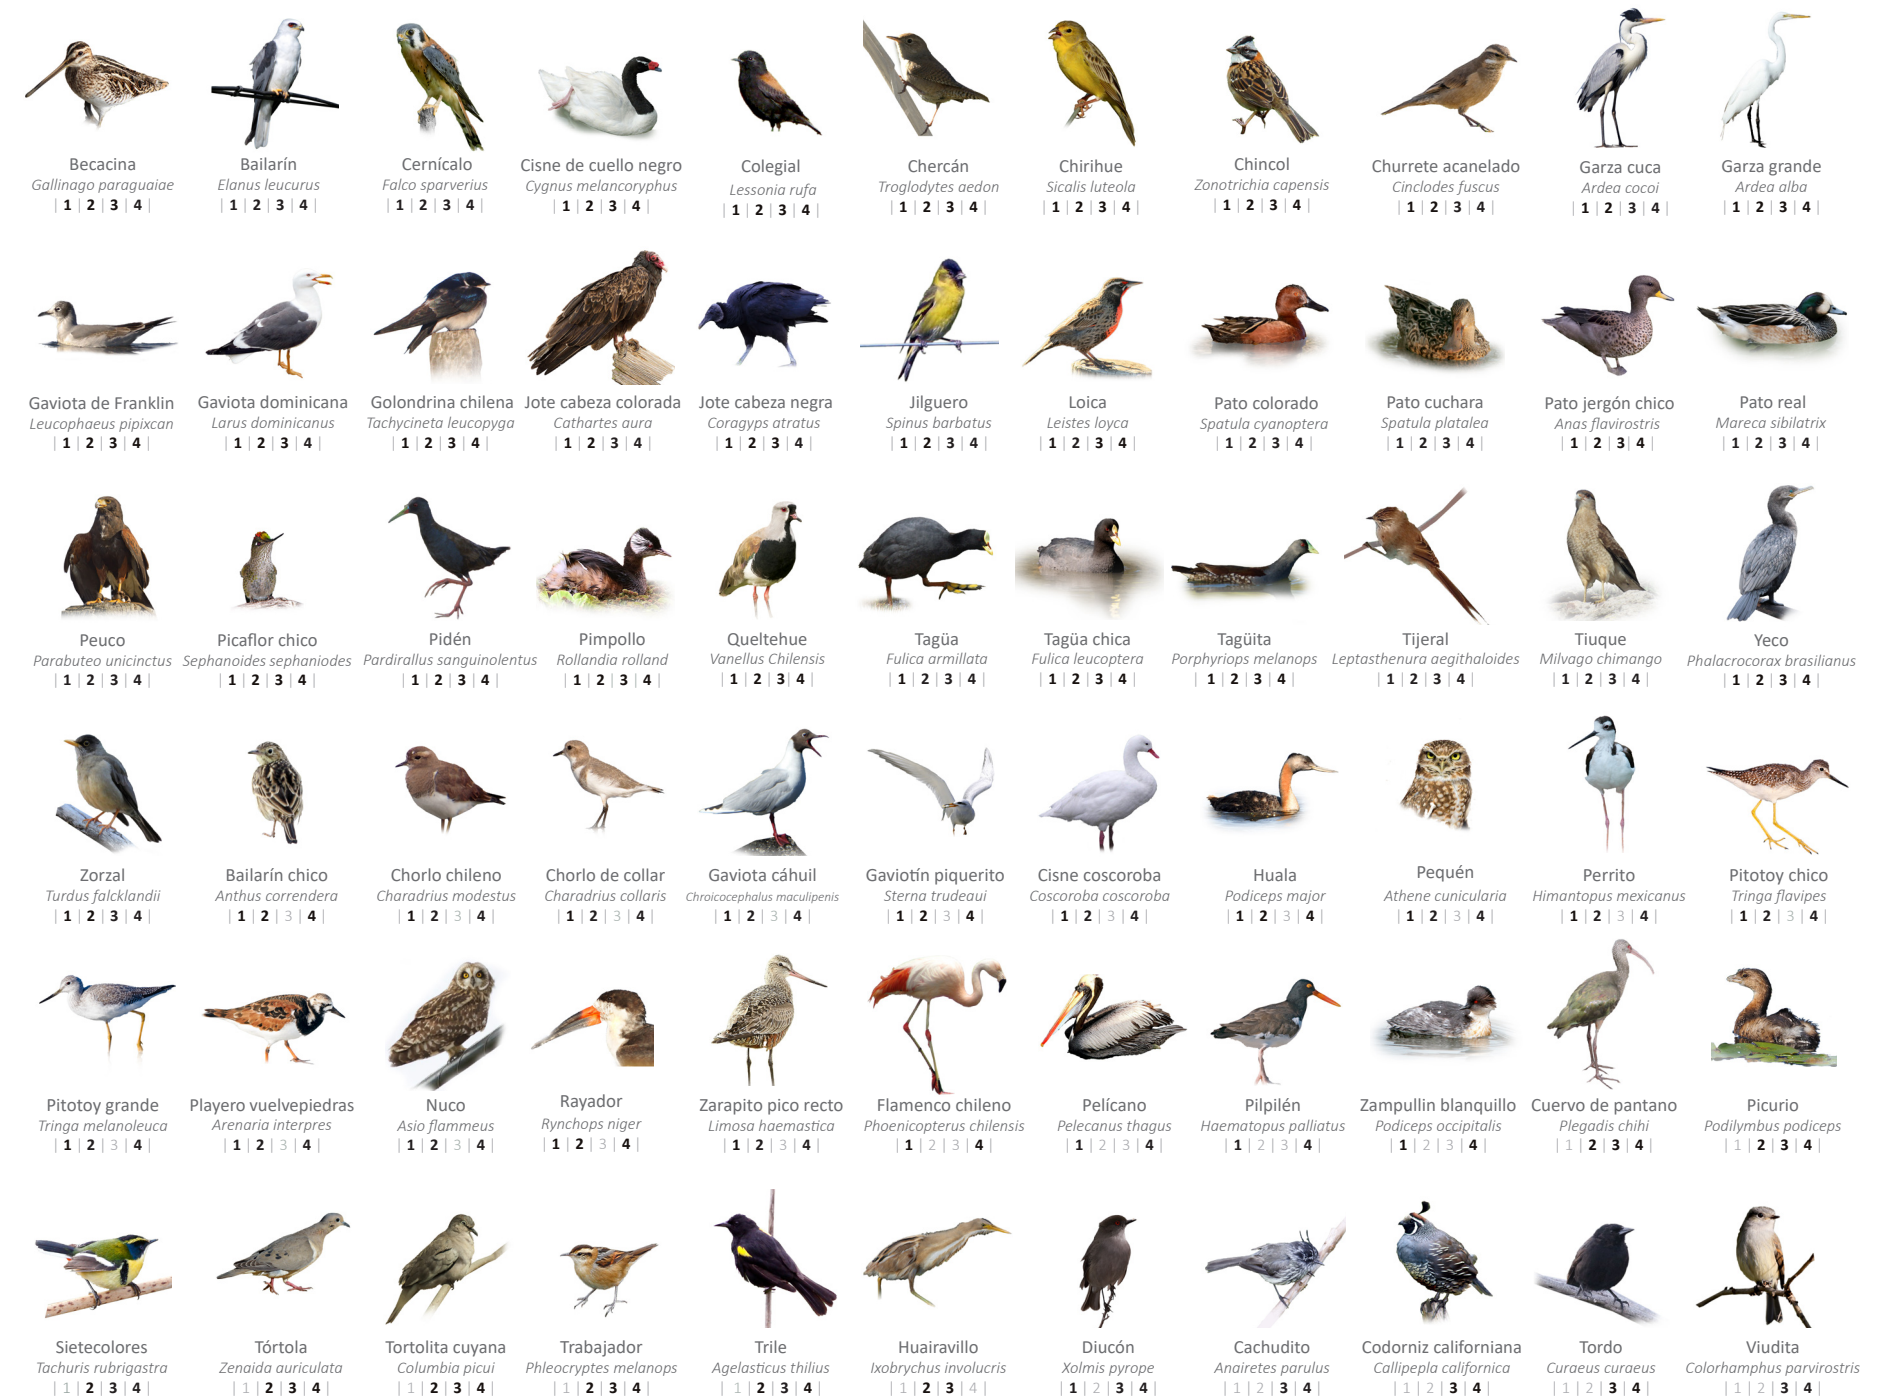 Becacina
Gallinago paraguaiae
| 1 | 2 | 3 | 4 |
Bailarín
Elanus leucurus
| 1 | 2 | 3 | 4 |
Cernícalo
Falco sparverius
| 1 | 2 | 3 | 4 |
Cisne de cuello negro
Cygnus melancoryphus
| 1 | 2 | 3 | 4 |
Colegial
Lessonia rufa
| 1 | 2 | 3 | 4 |
Chercán
Troglodytes aedon
| 1 | 2 | 3 | 4 |
Chirihue
Sicalis luteola
| 1 | 2 | 3 | 4 |
Chincol
Zonotrichia capensis
| 1 | 2 | 3 | 4 |
Churrete acanelado
Cinclodes fuscus
| 1 | 2 | 3 | 4 |
Garza cuca
Ardea cocoi
| 1 | 2 | 3 | 4 |
Garza grande
Ardea alba
| 1 | 2 | 3 | 4 |
Gaviota de Franklin
Leucophaeus pipixcan
| 1 | 2 | 3 | 4 |
Gaviota dominicana
Larus dominicanus
| 1 | 2 | 3 | 4 |
Golondrina chilena
Tachycineta leucopyga
| 1 | 2 | 3 | 4 |
Jote cabeza colorada
Cathartes aura
| 1 | 2 | 3 | 4 |
Jote cabeza negra
Coragyps atratus
| 1 | 2 | 3 | 4 |
Jilguero
Spinus barbatus
| 1 | 2 | 3 | 4 |
Loica
Leistes loyca
| 1 | 2 | 3 | 4 |
Pato colorado
Spatula cyanoptera
| 1 | 2 | 3 | 4 |
Pato cuchara
Spatula platalea
| 1 | 2 | 3 | 4 |
Pato jergón chico
Anas flavirostris
| 1 | 2 | 3 | 4 |
Pato real
Mareca sibilatrix
| 1 | 2 | 3 | 4 |
Peuco
Parabuteo unicinctus
| 1 | 2 | 3 | 4 |
Picaflor chico
Sephanoides sephaniodes
| 1 | 2 | 3 | 4 |
Pidén
Pardirallus sanguinolentus
| 1 | 2 | 3 | 4 |
Pimpollo
Rollandia rolland
| 1 | 2 | 3 | 4 |
Queltehue
Vanellus Chilensis
| 1 | 2 | 3 | 4 |
Tagüa
Fulica armillata
| 1 | 2 | 3 | 4 |
Tagüa chica
Fulica leucoptera
| 1 | 2 | 3 | 4 |
Tagüita
Porphyriops melanops
| 1 | 2 | 3 | 4 |
Tijeral
Leptasthenura aegithaloides
| 1 | 2 | 3 | 4 |
Tiuque
Milvago chimango
| 1 | 2 | 3 | 4 |
Yeco
Phalacrocorax brasilianus
| 1 | 2 | 3 | 4 |
Zorzal
Turdus falcklandii
| 1 | 2 | 3 | 4 |
Bailarín chico
Anthus correndera
| 1 | 2 | 3 | 4 |
Chorlo chileno
Charadrius modestus
| 1 | 2 | 3 | 4 |
Chorlo de collar
Charadrius collaris
| 1 | 2 | 3 | 4 |
Gaviota cáhuil
Chroicocephalus maculipenis
| 1 | 2 | 3 | 4 |
Gaviotín piquerito
Sterna trudeaui
| 1 | 2 | 3 | 4 |
Cisne coscoroba
Coscoroba coscoroba
| 1 | 2 | 3 | 4 |
Huala
Podiceps major
| 1 | 2 | 3 | 4 |
Pequén
Athene cunicularia
| 1 | 2 | 3 | 4 |
Perrito
Himantopus mexicanus
| 1 | 2 | 3 | 4 |
Pitotoy chico
Tringa flavipes
| 1 | 2 | 3 | 4 |
Pitotoy grande
Tringa melanoleuca
| 1 | 2 | 3 | 4 |
Playero vuelvepiedras
Arenaria interpres
| 1 | 2 | 3 | 4 |
Nuco
Asio flammeus
| 1 | 2 | 3 | 4 |
Rayador
Rynchops niger
| 1 | 2 | 3 | 4 |
Zarapito pico recto
Limosa haemastica
| 1 | 2 | 3 | 4 |
Flamenco chileno
Phoenicopterus chilensis
| 1 | 2 | 3 | 4 |
Pelícano
Pelecanus thagus
| 1 | 2 | 3 | 4 |
Pilpilén
Haematopus palliatus
| 1 | 2 | 3 | 4 |
Zampullin blanquillo
Podiceps occipitalis
| 1 | 2 | 3 | 4 |
Cuervo de pantano
Plegadis chihi
| 1 | 2 | 3 | 4 |
Picurio
Podilymbus podiceps
| 1 | 2 | 3 | 4 |
Sietecolores
Tachuris rubrigastra
| 1 | 2 | 3 | 4 |
Tórtola
Zenaida auriculata
| 1 | 2 | 3 | 4 |
Tortolita cuyana
Columbia picui
| 1 | 2 | 3 | 4 |
Trabajador
Phleocryptes melanops
| 1 | 2 | 3 | 4 |
Trile
Agelasticus thilius
| 1 | 2 | 3 | 4 |
Huairavillo
Ixobrychus involucris
| 1 | 2 | 3 | 4 |
Diucón
Xolmis pyrope
| 1 | 2 | 3 | 4 |
Cachudito
Anairetes parulus
| 1 | 2 | 3 | 4 |
Codorniz californiana
Callipepla californica
| 1 | 2 | 3 | 4 |
Tordo
Curaeus curaeus
| 1 | 2 | 3 | 4 |
Viudita
Colorhamphus parvirostris
| 1 | 2 | 3 | 4 |